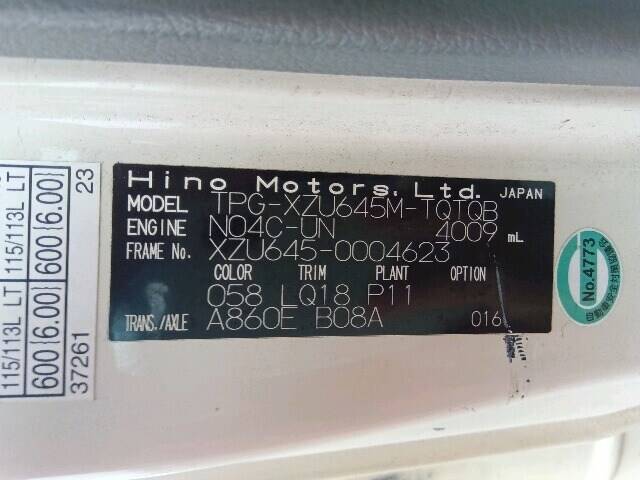 Hino Motors, Ltd. JAPAN
MODEL TPG-XZU645M-TQTQB
ENGINE N04C-UN 4009 mL
FRAME No. XZU645-0004623
COLOR TRIM PLANT OPTION
058 LQ18 P11
TRANS./AXLE A860E B08A 016
115/113L LT 115/113L LT
600(6.00) 600(6.00)
37261 23
No.4773